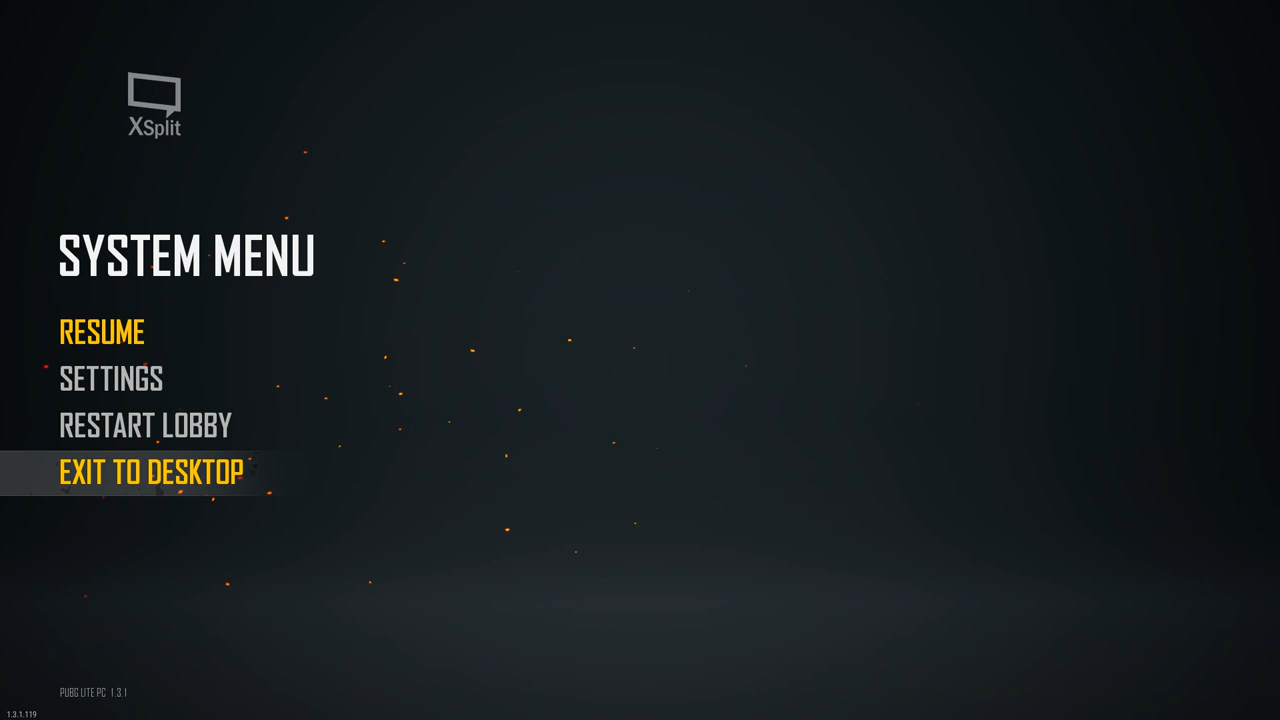 XSplit
SYSTEM MENU
RESUME
SETTINGS
RESTART LOBBY
EXIT TO DESKTOP
PUBG LITE PC 1.3.1
1.3.1.119